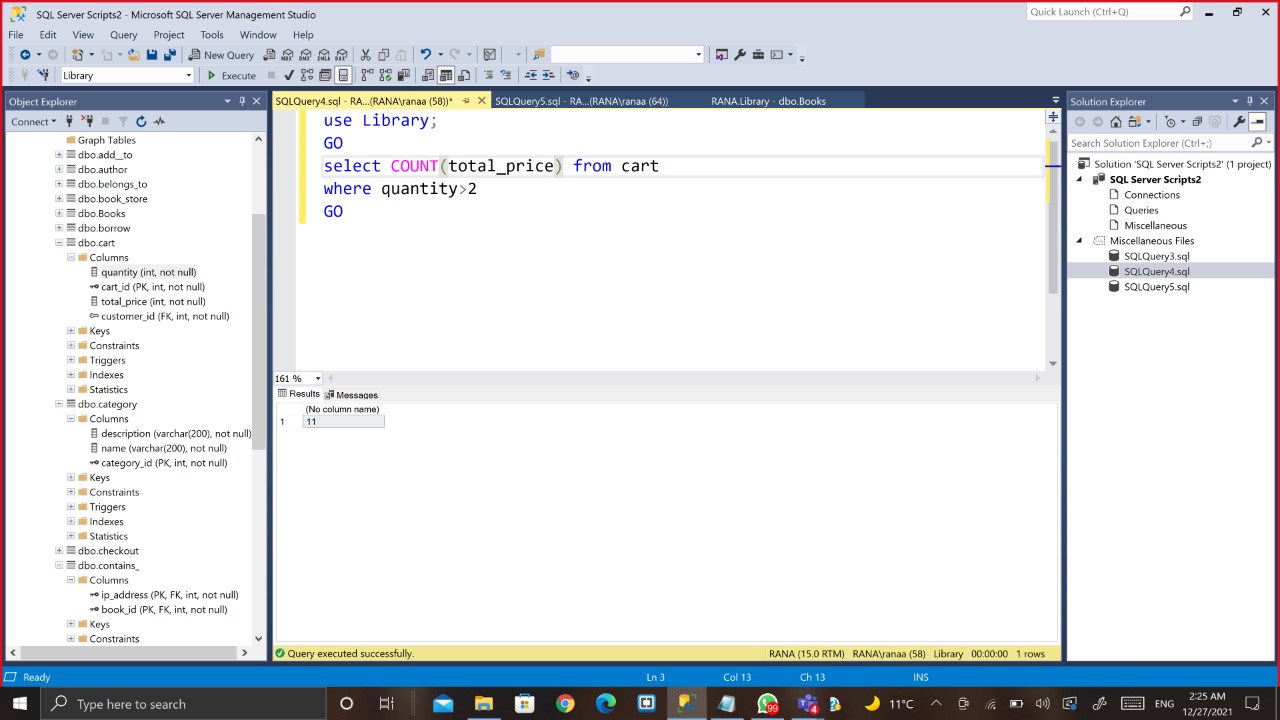 SQL Server Scripts2 - Microsoft SQL Server Management Studio
Quick Launch (Ctrl+Q)
File Edit View Query Project Tools Window Help
New Query
Library
Execute
Object Explorer
Connect
Graph Tables
dbo.add__to
dbo.author
dbo.belongs_to
dbo.book_store
dbo.Books
dbo.borrow
dbo.cart
Columns
quantity (int, not null)
cart_id (PK, int, not null)
total_price (int, not null)
customer_id (FK, int, not null)
Keys
Constraints
Triggers
Indexes
Statistics
dbo.category
Columns
description (varchar(200), not null)
name (varchar(200), not null)
category_id (PK, int, not null)
Keys
Constraints
Triggers
Indexes
Statistics
dbo.checkout
dbo.contains_
Columns
ip_address (PK, FK, int, not null)
book_id (PK, FK, int, not null)
Keys
Constraints
SQLQuery4.sql - RA...(RANA\ranaa (58))*
SQLQuery5.sql - RA...(RANA\ranaa (64))
RANA.Library - dbo.Books
use Library;
GO
select COUNT(total_price) from cart
where quantity>2
GO
161 %
Results Messages
(No column name)
1 11
Query executed successfully.
RANA (15.0 RTM) RANA\ranaa (58) Library 00:00:00 1 rows
Solution Explorer
Search Solution Explorer (Ctrl+;)
Solution 'SQL Server Scripts2' (1 project)
SQL Server Scripts2
Connections
Queries
Miscellaneous
Miscellaneous Files
SQLQuery3.sql
SQLQuery4.sql
SQLQuery5.sql
Ready
Ln 3 Col 13 Ch 13 INS
Type here to search
99
4
11°C
ENG
2:25 AM
12/27/2021